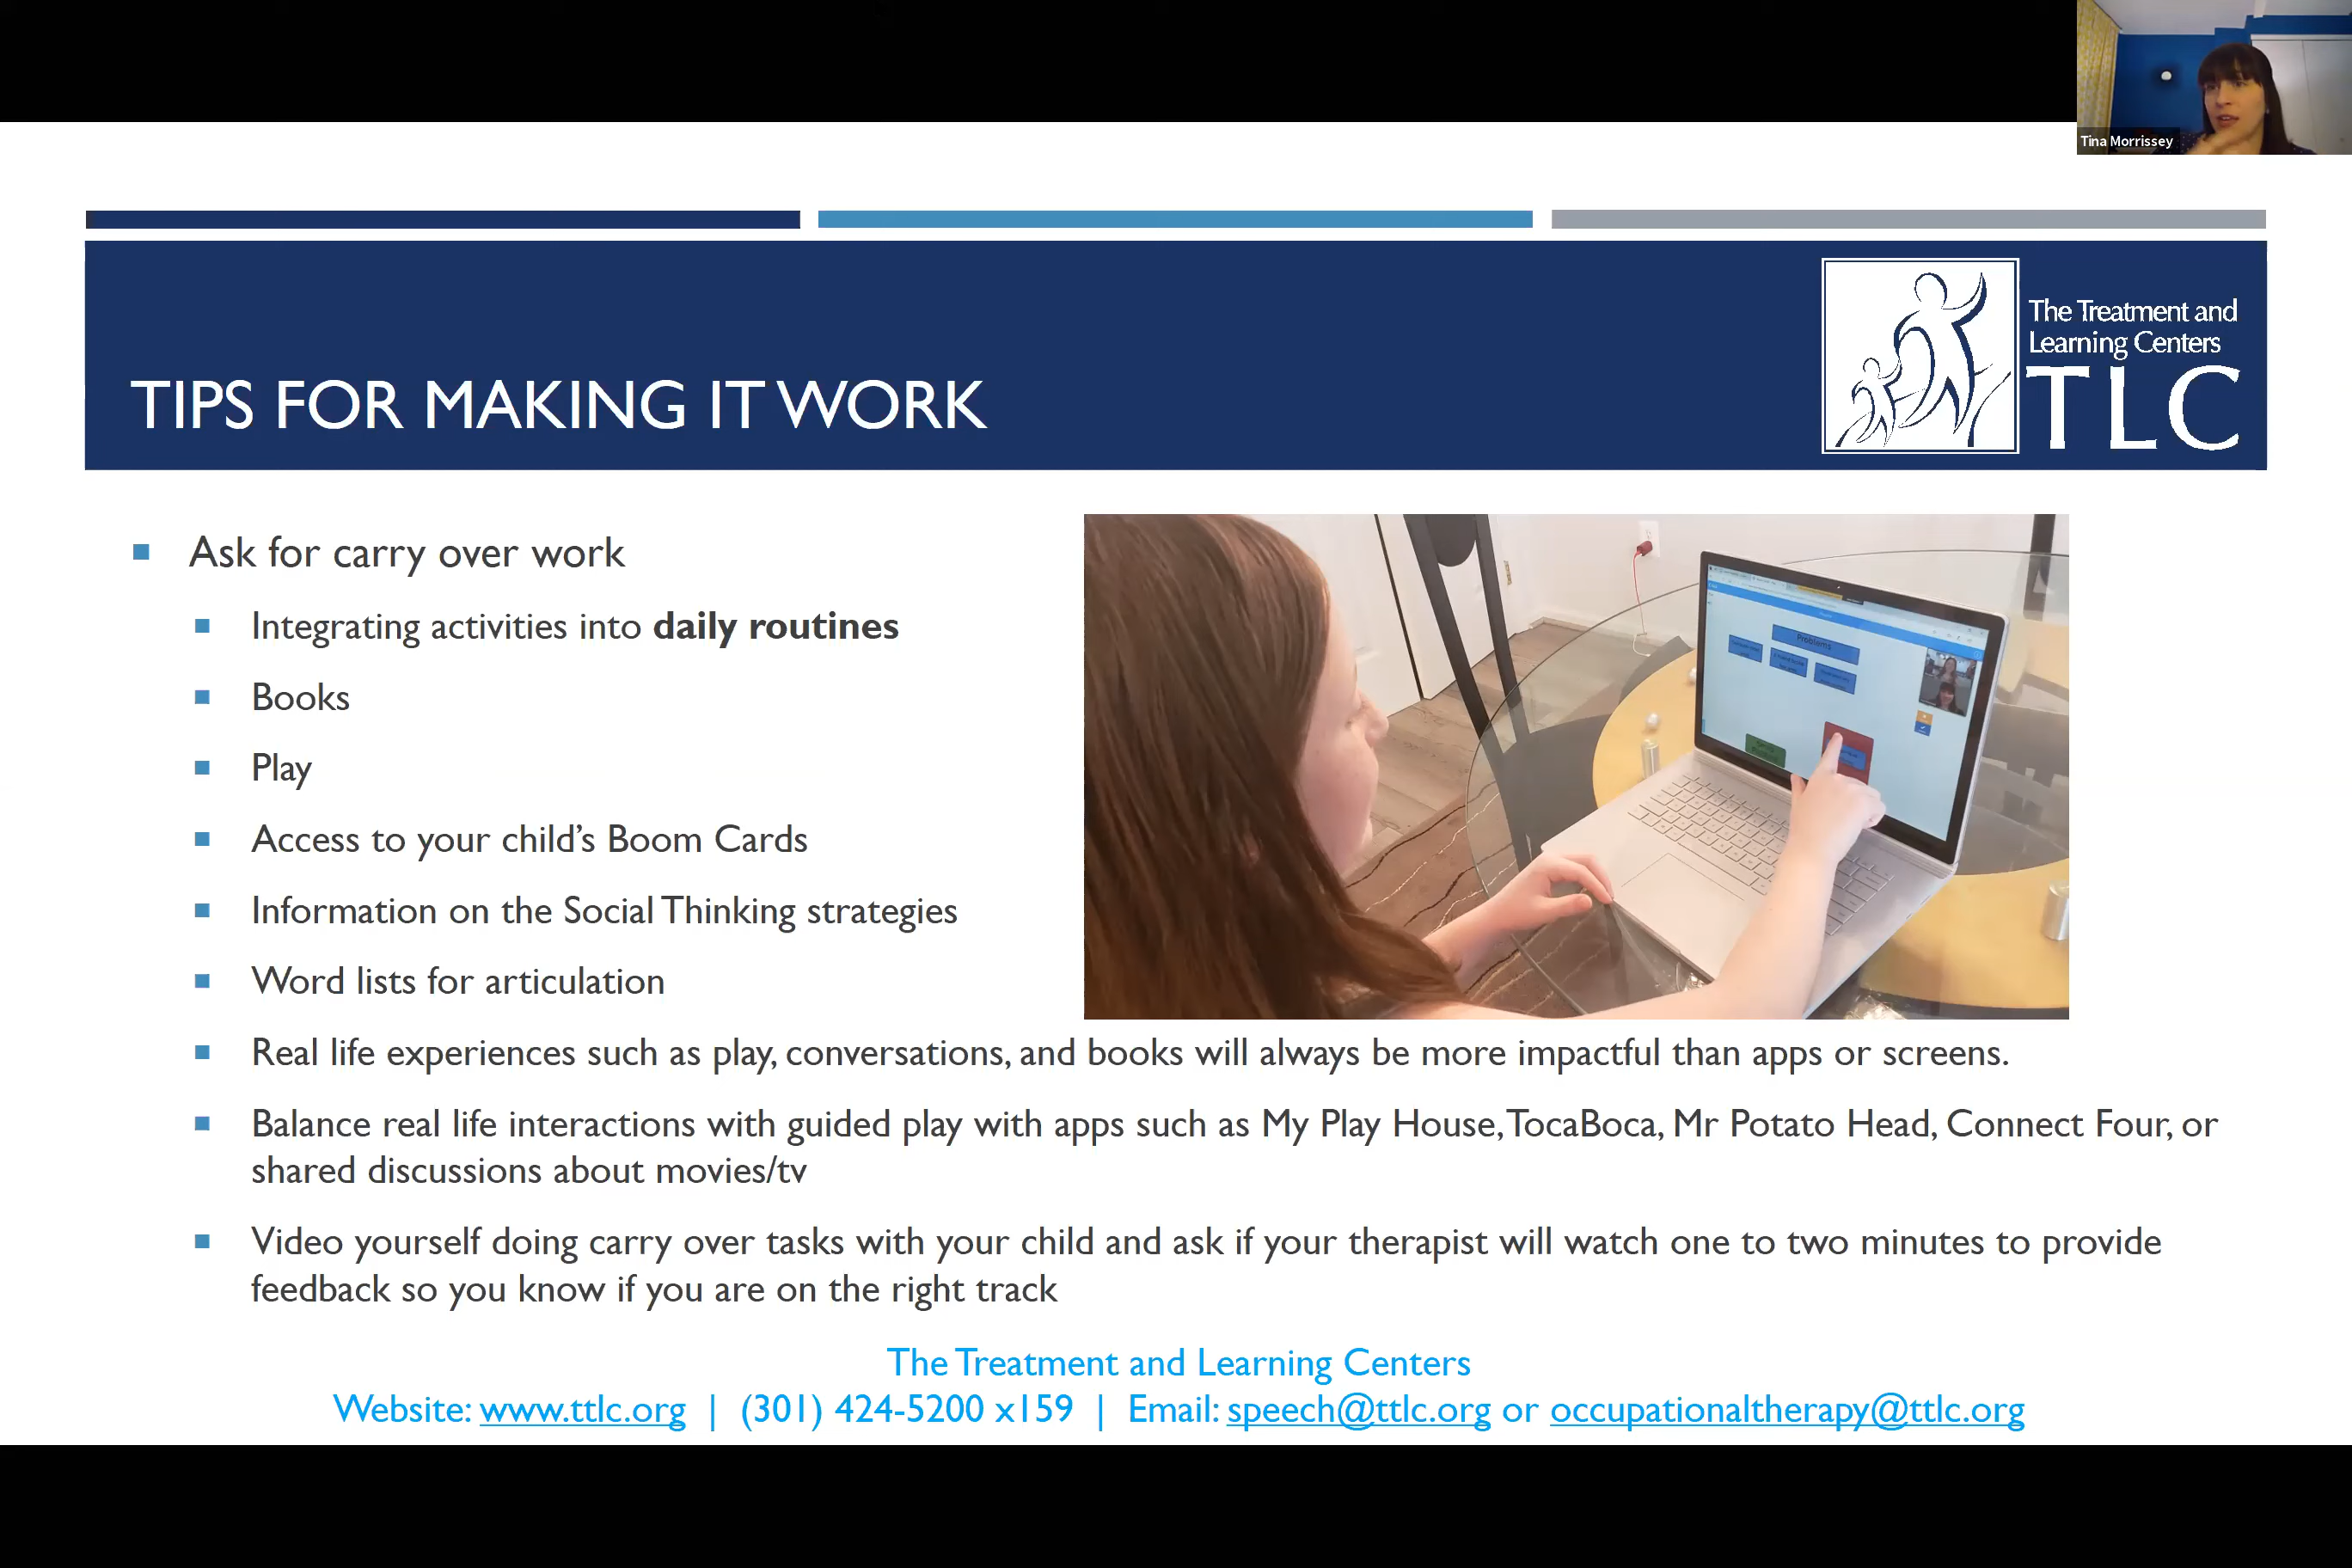 Tina Morrissey
The Treatment and
Learning Centers
TLC
TIPS FOR MAKING IT WORK
Ask for carry over work
Integrating activities into daily routines
Books
Play
Access to your child's Boom Cards
Information on the Social Thinking strategies
Word lists for articulation
Problems
Real life experiences such as play, conversations, and books will always be more impactful than apps or screens.
Balance real life interactions with guided play with apps such as My Play House, TocaBoca, Mr Potato Head, Connect Four, or
shared discussions about movies/tv
Video yourself doing carry over tasks with your child and ask if your therapist will watch one to two minutes to provide
feedback so you know if you are on the right track
The Treatment and Learning Centers
Website: www.ttlc.org | (301) 424-5200 x159 | Email: speech@ttlc.org or occupationaltherapy@ttlc.org